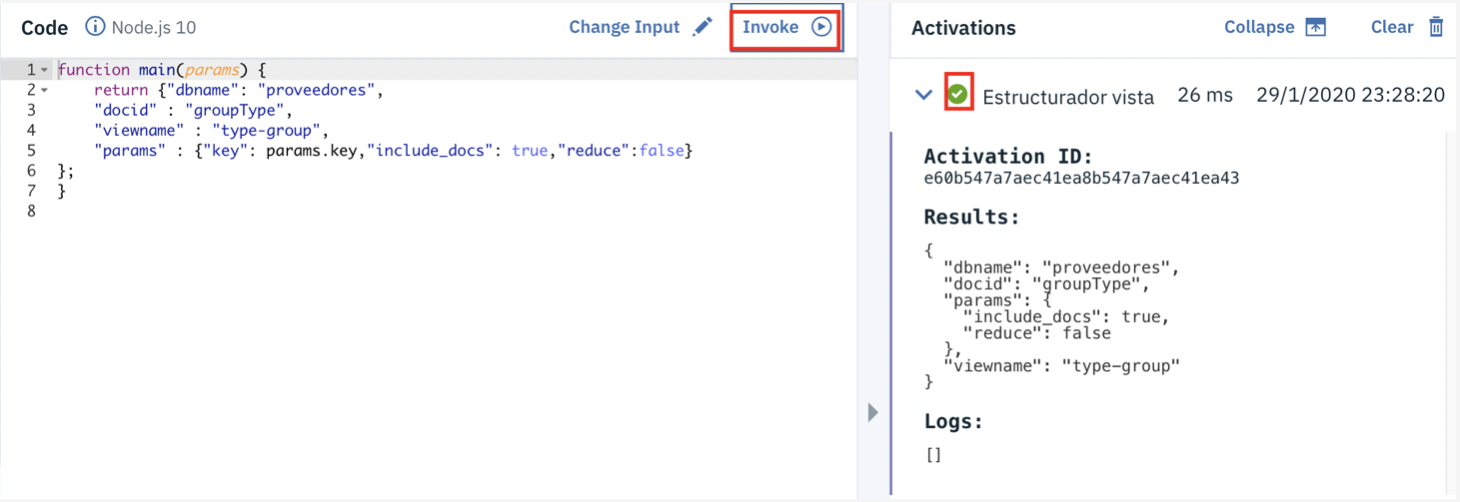 Code Node.js 10 Change Input Invoke
1 function main(params) {
2 return {"dbname": "proveedores",
3 "docid" : "groupType",
4 "viewname" : "type-group",
5 "params" : {"key": params.key,"include_docs": true,"reduce":false}
6 };
7 }
8
Activations Collapse Clear
Estructurador vista 26 ms 29/1/2020 23:28:20
Activation ID:
e60b547a7aec41ea8b547a7aec41ea43
Results:
{
"dbname": "proveedores",
"docid": "groupType",
"params": {
"include_docs": true,
"reduce": false
},
"viewname": "type-group"
}
Logs:
[]